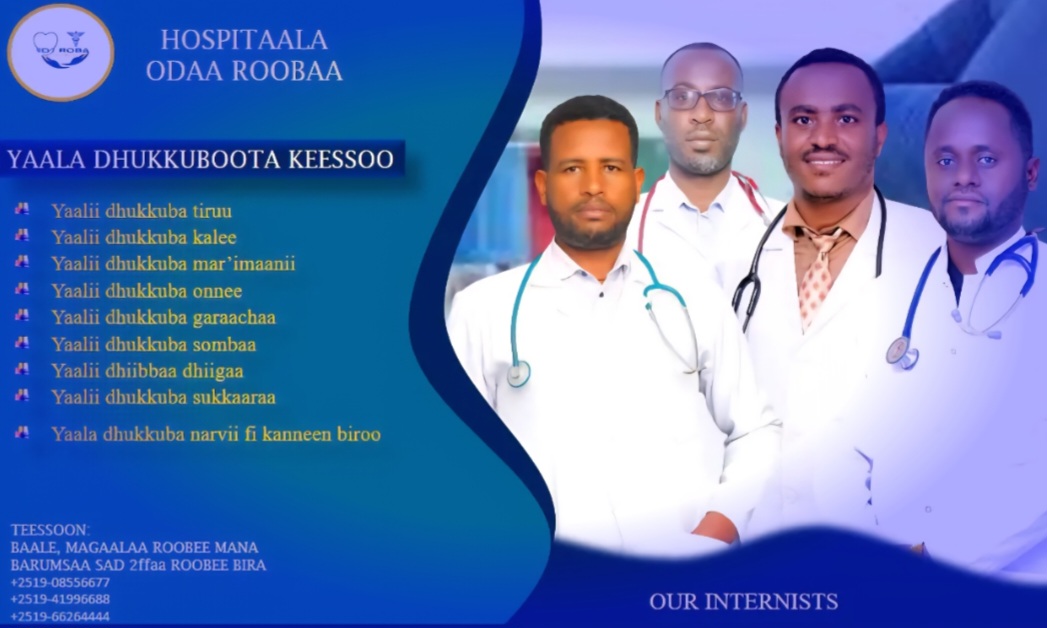 HOSPITAALA
ODAA ROOBAA
YAALA DHUKKUBOOTA KEESSOO
Yaalii dhukkuba tiruu
Yaalii dhukkuba kalee
Yaalii dhukkuba mar'imaanii
Yaalii dhukkuba onnee
Yaalii dhukkuba garaachaa
Yaalii dhukkuba sombaa
Yaalii dhiibbaa dhiigaa
Yaalii dhukkuba sukkaaraa
Yaala dhukkuba narvii fi kanneen biroo
TEESSOON:
BAALE, MAGAALAA ROOBEE MANA
BARUMSAA SAD 2ffaa ROOBEE BIRA
+2519-08556677
+2519-41996688
+2519-66264444
OUR INTERNISTS